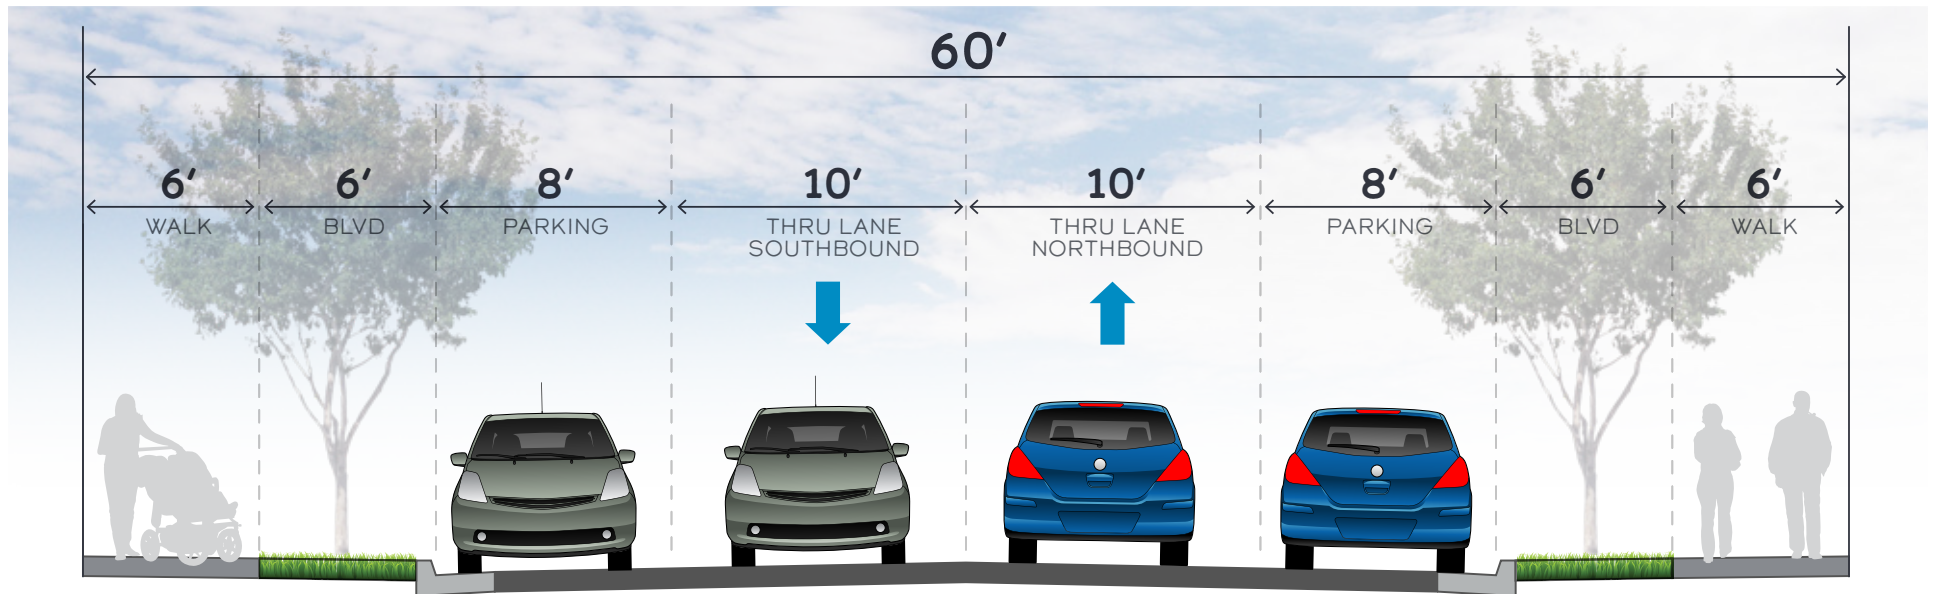 60′
6′ 6′ 8′ 10′ 10′ 8′ 6′ 6′
WALK BLVD PARKING THRU LANE THRU LANE PARKING BLVD WALK
SOUTHBOUND NORTHBOUND